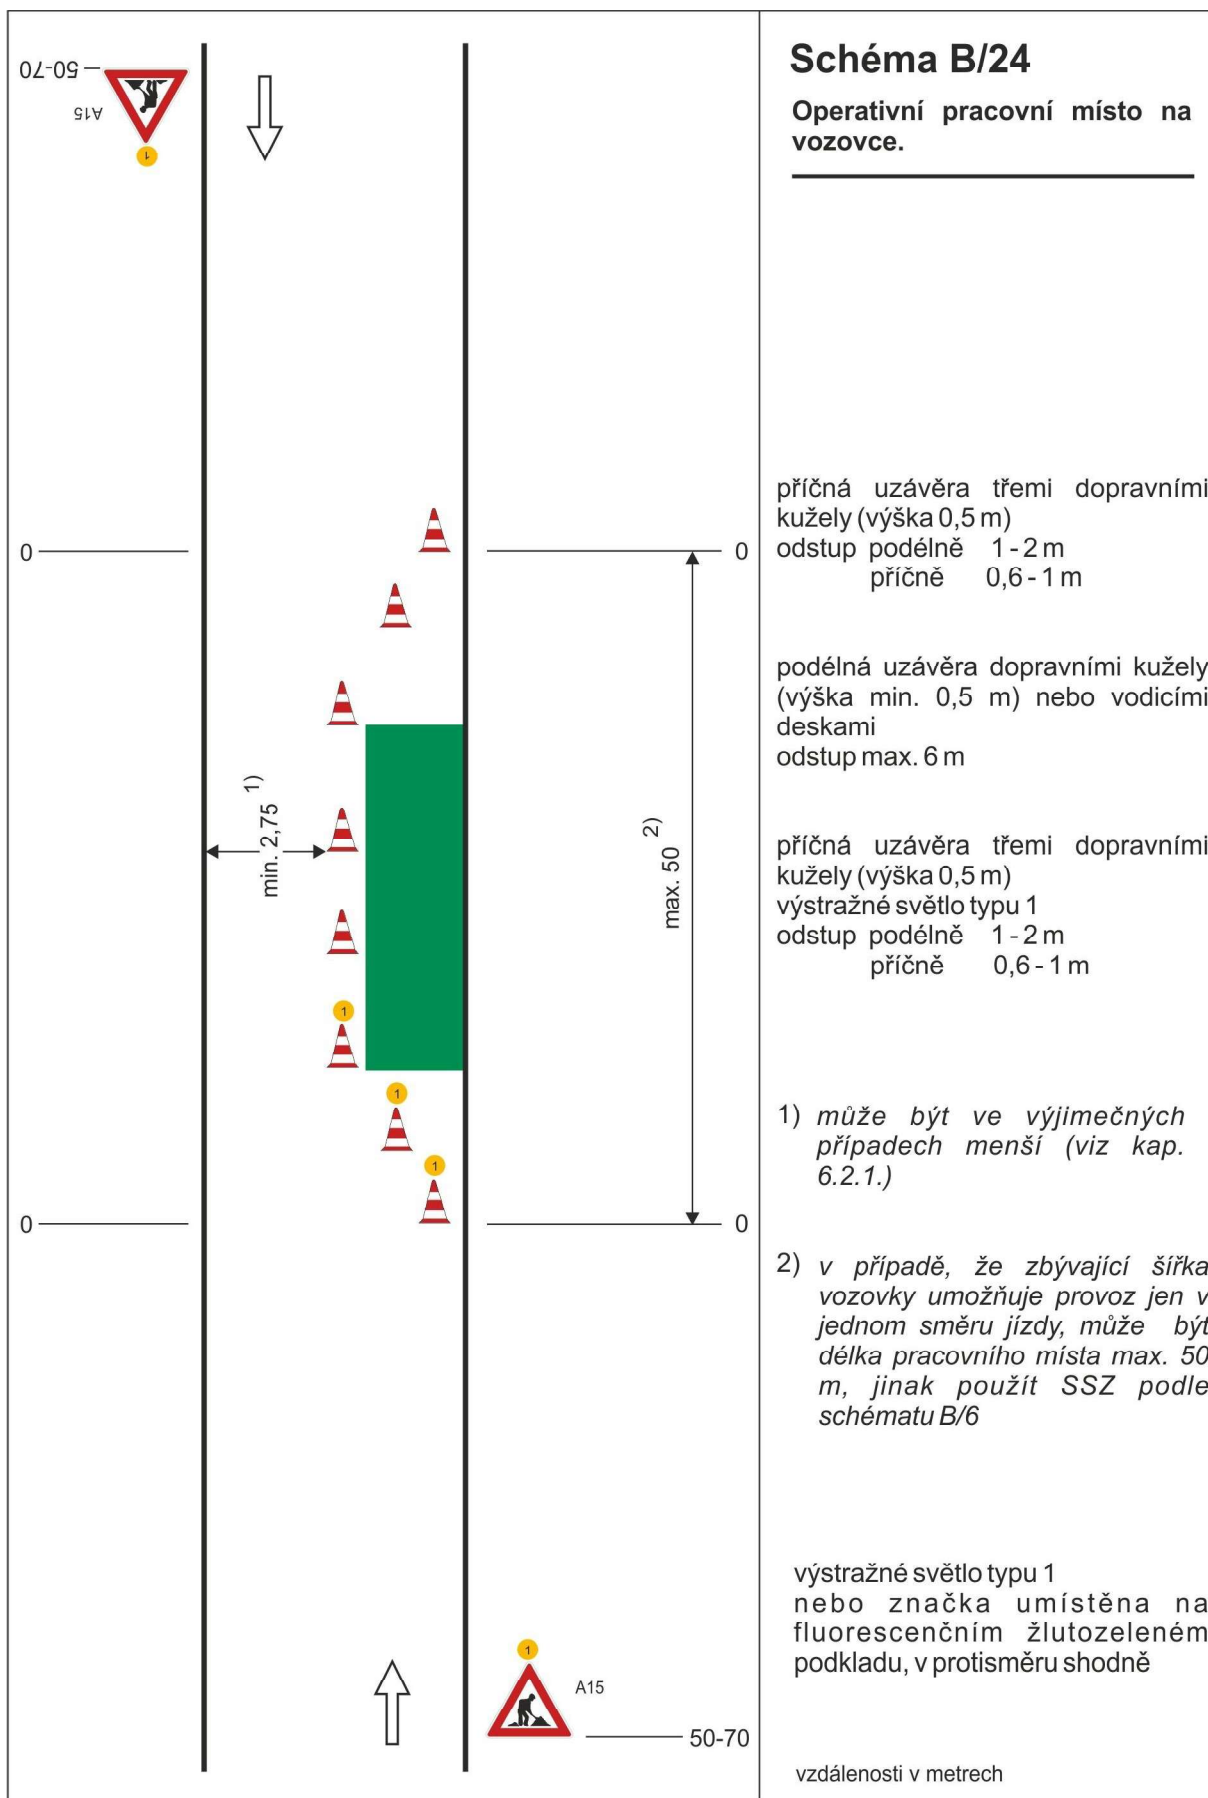 50-70
A15
1
0
0
min. 2,75 1)
max. 50 2)
1
1
1
0
0
1
A15
50-70
Schéma B/24
Operativní pracovní místo na
vozovce.
příčná uzávěra třemi dopravními
kužely (výška 0,5 m)
odstup podélně 1 - 2 m
příčně 0,6 - 1 m
podélná uzávěra dopravními kužely
(výška min. 0,5 m) nebo vodicími
deskami
odstup max. 6 m
příčná uzávěra třemi dopravními
kužely (výška 0,5 m)
výstražné světlo typu 1
odstup podélně 1 - 2 m
příčně 0,6 - 1 m
1) může být ve výjimečných
případech menší (viz kap.
6.2.1.)
2) v případě, že zbývající šířka
vozovky umožňuje provoz jen v
jednom směru jízdy, může být
délka pracovního místa max. 50
m, jinak použít SSZ podle
schématu B/6
výstražné světlo typu 1
nebo značka umístěna na
fluorescenčním žlutozeleném
podkladu, v protisměru shodně
vzdálenosti v metrech